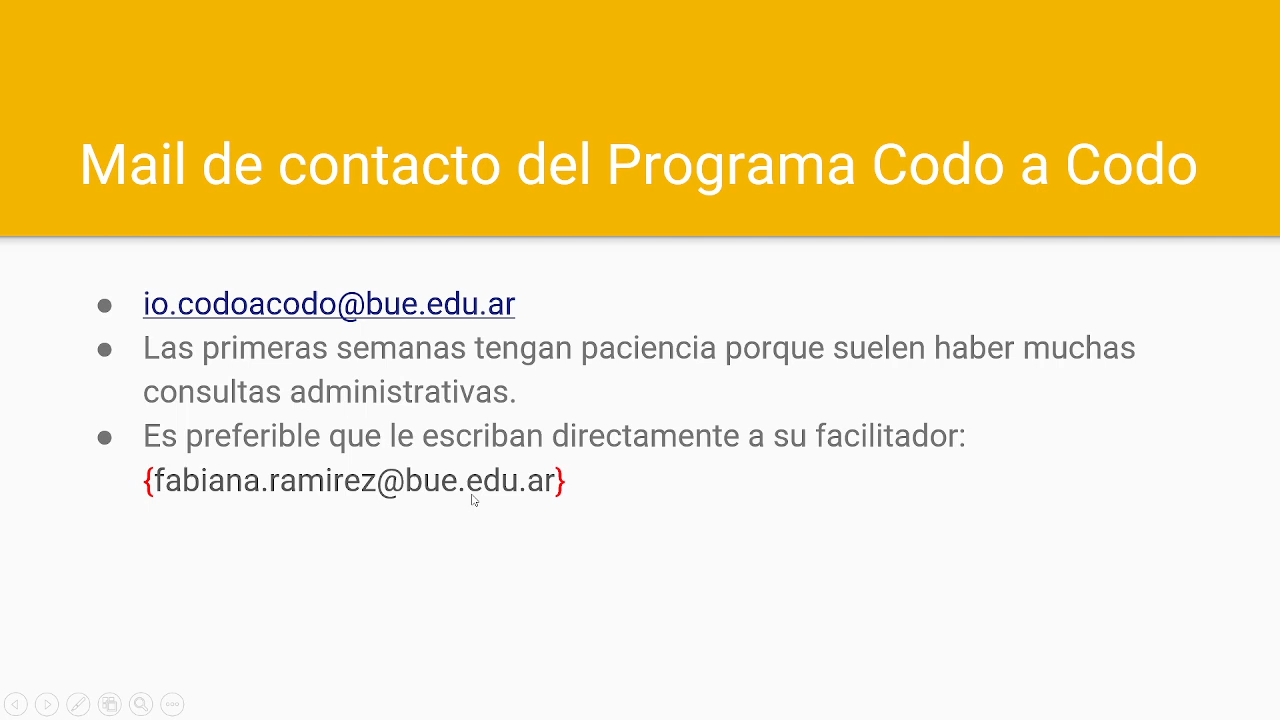 Mail de contacto del Programa Codo a Codo
● io.codoacodo@bue.edu.ar
● Las primeras semanas tengan paciencia porque suelen haber muchas
consultas administrativas.
● Es preferible que le escriban directamente a su facilitador:
{fabiana.ramirez@bue.edu.ar}